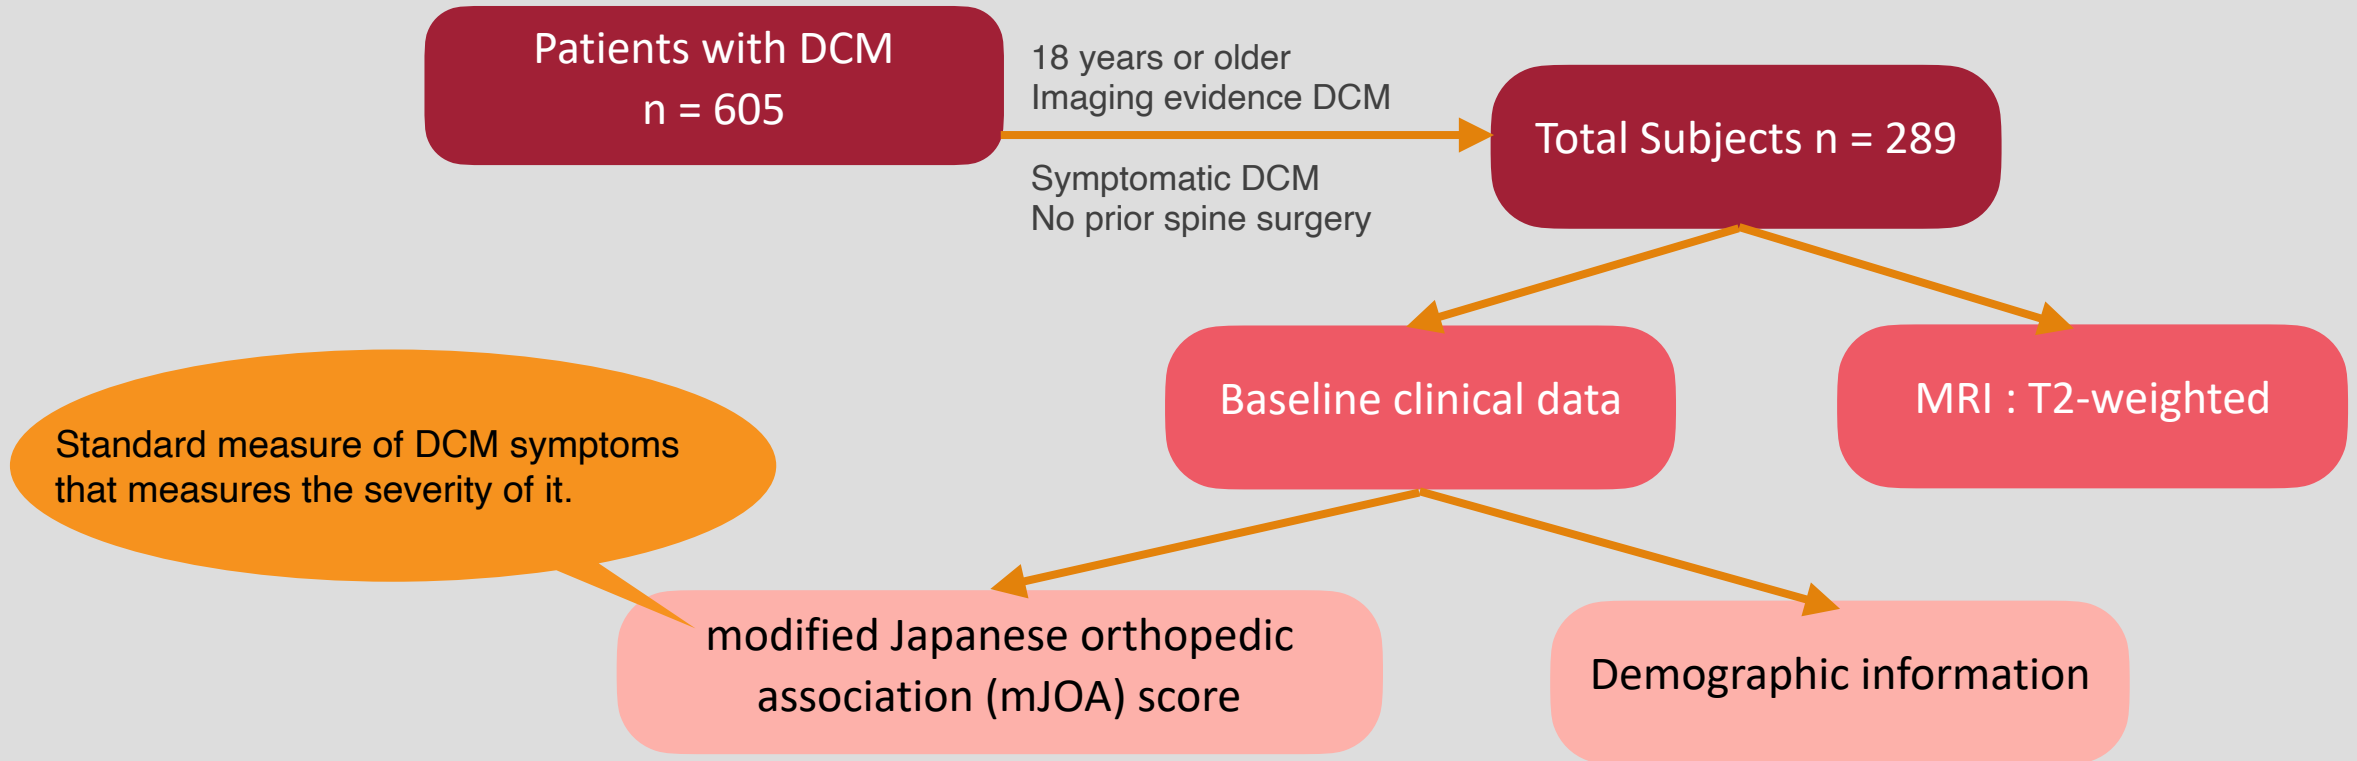 Patients with DCM
n = 605
18 years or older
Imaging evidence DCM
Symptomatic DCM
No prior spine surgery
Total Subjects n = 289
Baseline clinical data
MRI : T2-weighted
Standard measure of DCM symptoms
that measures the severity of it.
modified Japanese orthopedic
association (mJOA) score
Demographic information